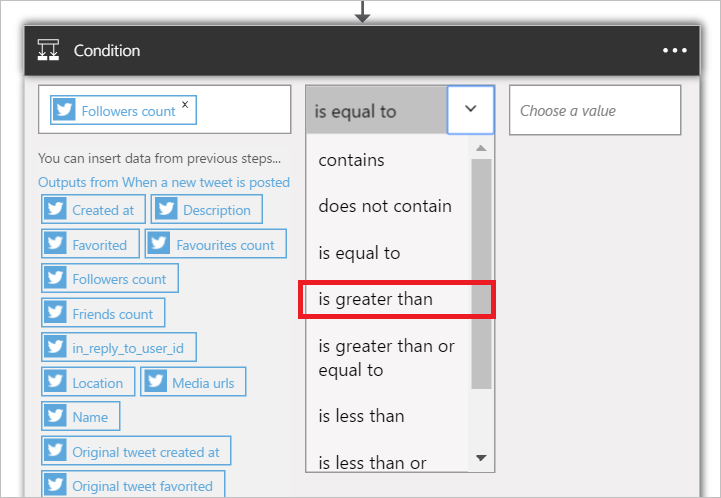 Condition
Followers count x
is equal to
Choose a value
You can insert data from previous steps...
Outputs from When a new tweet is posted
Created at
Description
Favorited
Favourites count
Followers count
Friends count
in_reply_to_user_id
Location
Media urls
Name
Original tweet created at
Original tweet favorited
contains
does not contain
is equal to
is greater than
is greater than or
equal to
is less than
is less than or